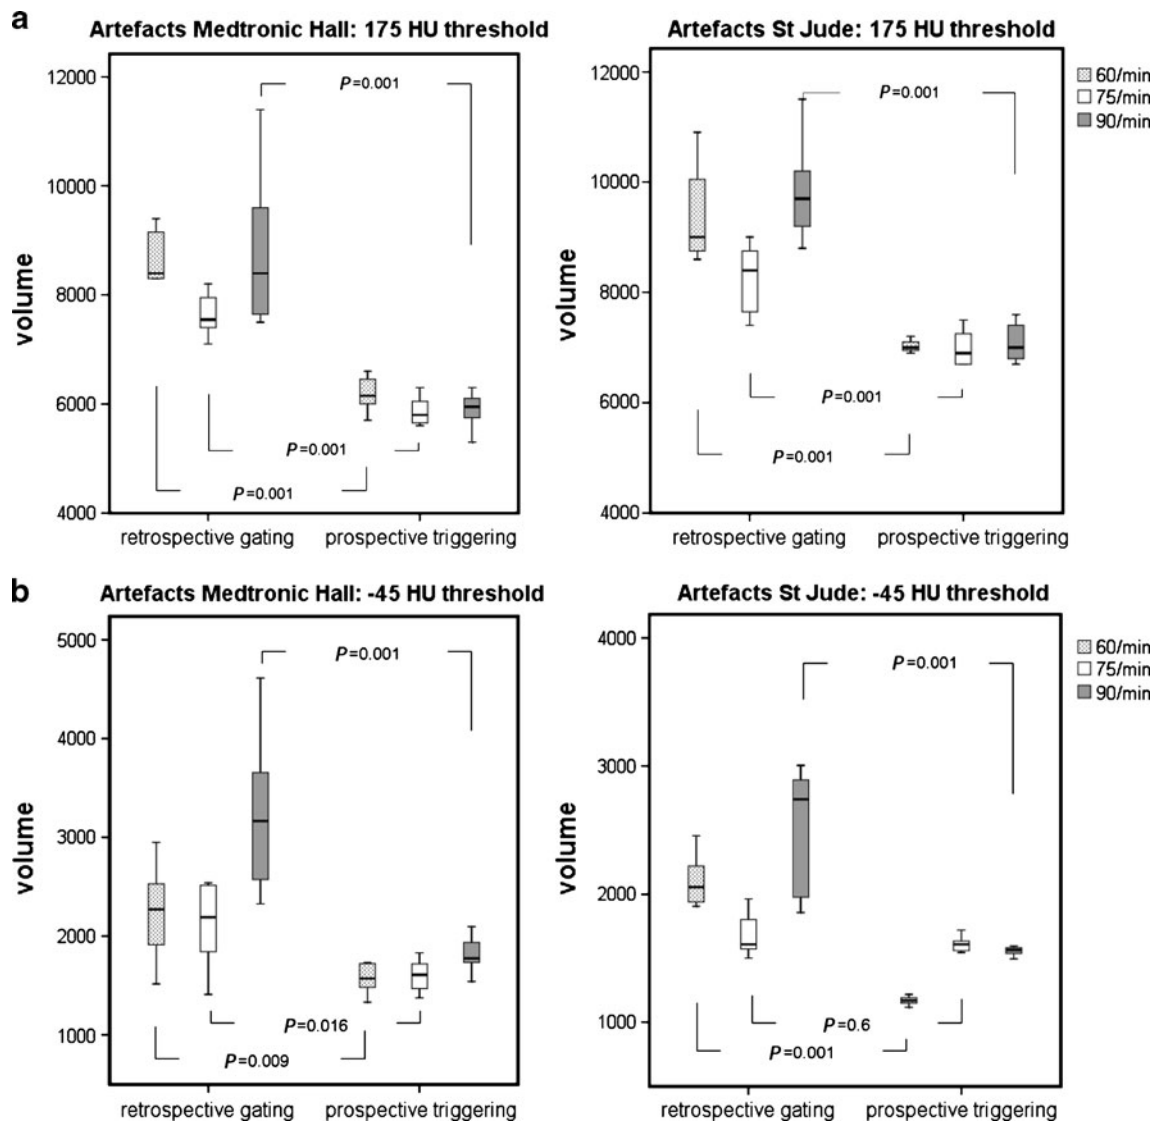 a
Artefacts Medtronic Hall: 175 HU threshold
Artefacts St Jude: 175 HU threshold
12000
10000
8000
6000
4000
volume
P=0.001
P=0.001
P=0.001
retrospective gating
prospective triggering
12000
10000
8000
6000
4000
volume
P=0.001
P=0.001
P=0.001
retrospective gating
prospective triggering
60/min
75/min
90/min
b
Artefacts Medtronic Hall: -45 HU threshold
Artefacts St Jude: -45 HU threshold
5000
4000
3000
2000
1000
volume
P=0.001
P=0.016
P=0.009
retrospective gating
prospective triggering
4000
3000
2000
1000
volume
P=0.001
P=0.6
P=0.001
retrospective gating
prospective triggering
60/min
75/min
90/min